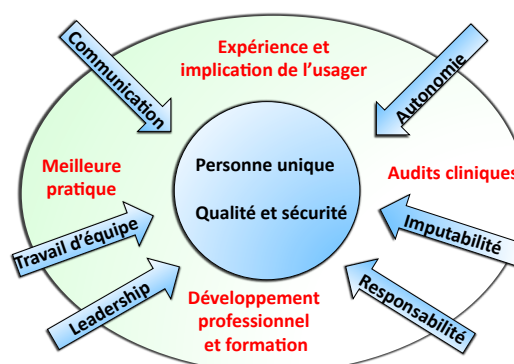 Expérience et
implication de l'usager
Communication
Autonomie
Meilleure
pratique
Personne unique
Qualité et sécurité
Audits cliniques
Travail d'équipe
Imputabilité
Leadership
Développement
professionnel
et formation
Responsabilité